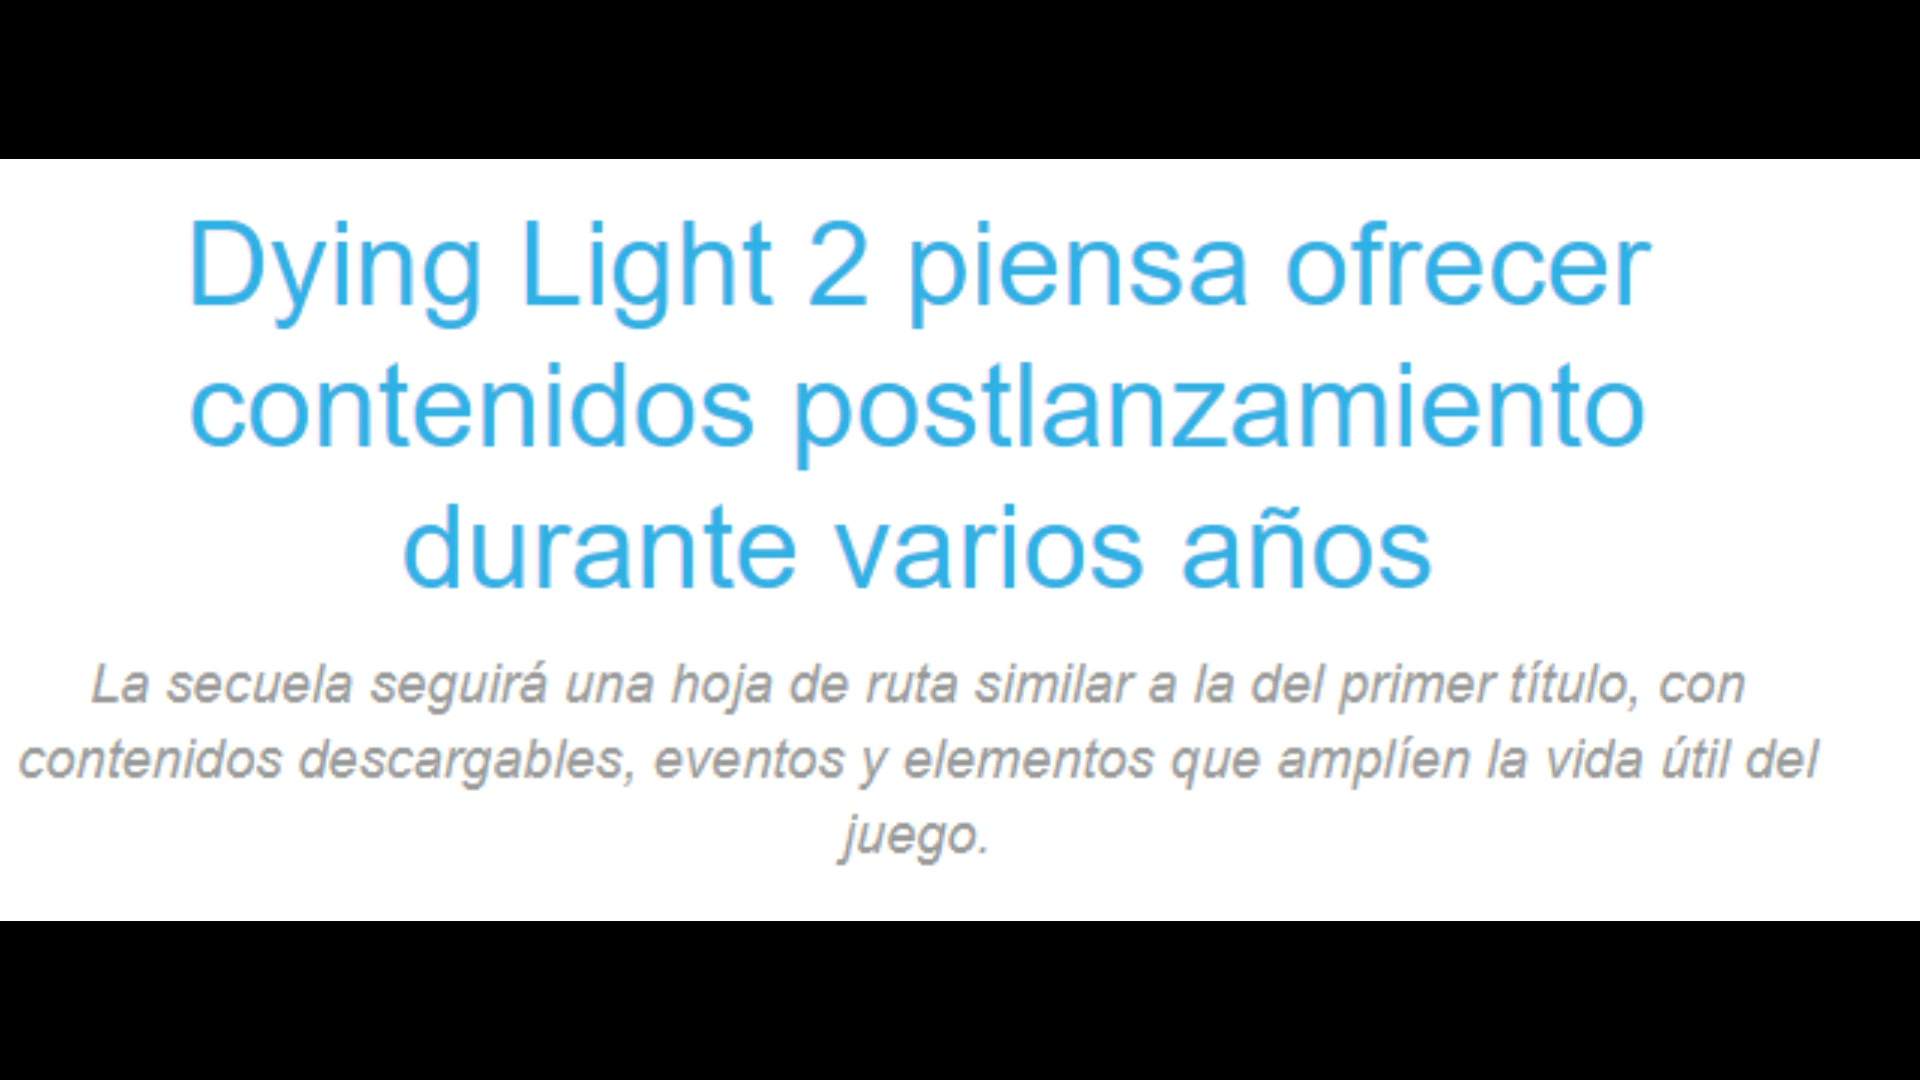 Dying Light 2 piensa ofrecer
contenidos postlanzamiento
durante varios años
La secuela seguirá una hoja de ruta similar a la del primer título, con
contenidos descargables, eventos y elementos que amplíen la vida útil del
juego.